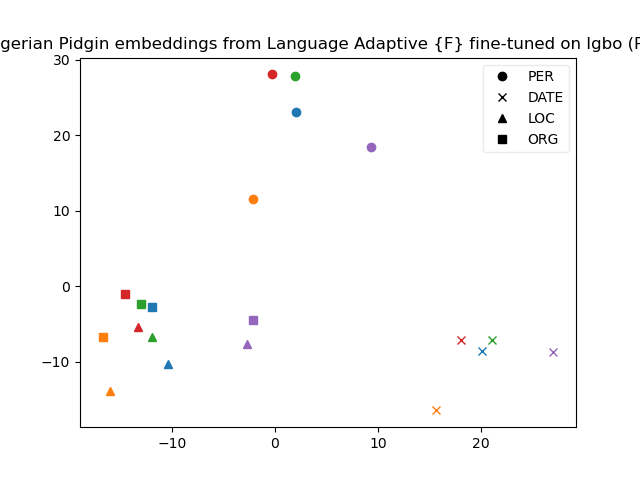 gerian Pidgin embeddings from Language Adaptive {F} fine-tuned on Igbo (F
30
20
10
0
−10
−10
0
10
20
PER
DATE
LOC
ORG